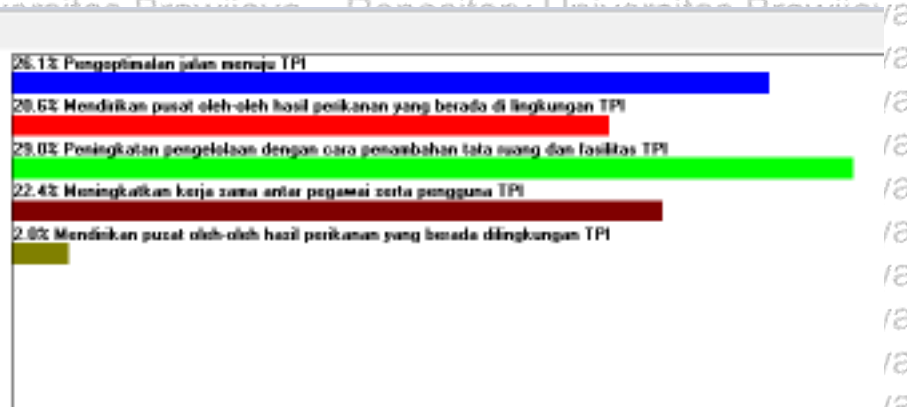 26.1% Pengoptimalan jalan menuju TPI
20.6% Mendirikan pusat oleh-oleh hasil perikanan yang berada di lingkungan TPI
29.0% Peningkatan pengelolaan dengan cara penambahan tata ruang dan fasilitas TPI
22.4% Meningkatkan kerja sama antar pegawai serta pengguna TPI
2.0% Mendirikan pusat oleh-oleh hasil perikanan yang berada dilingkungan TPI